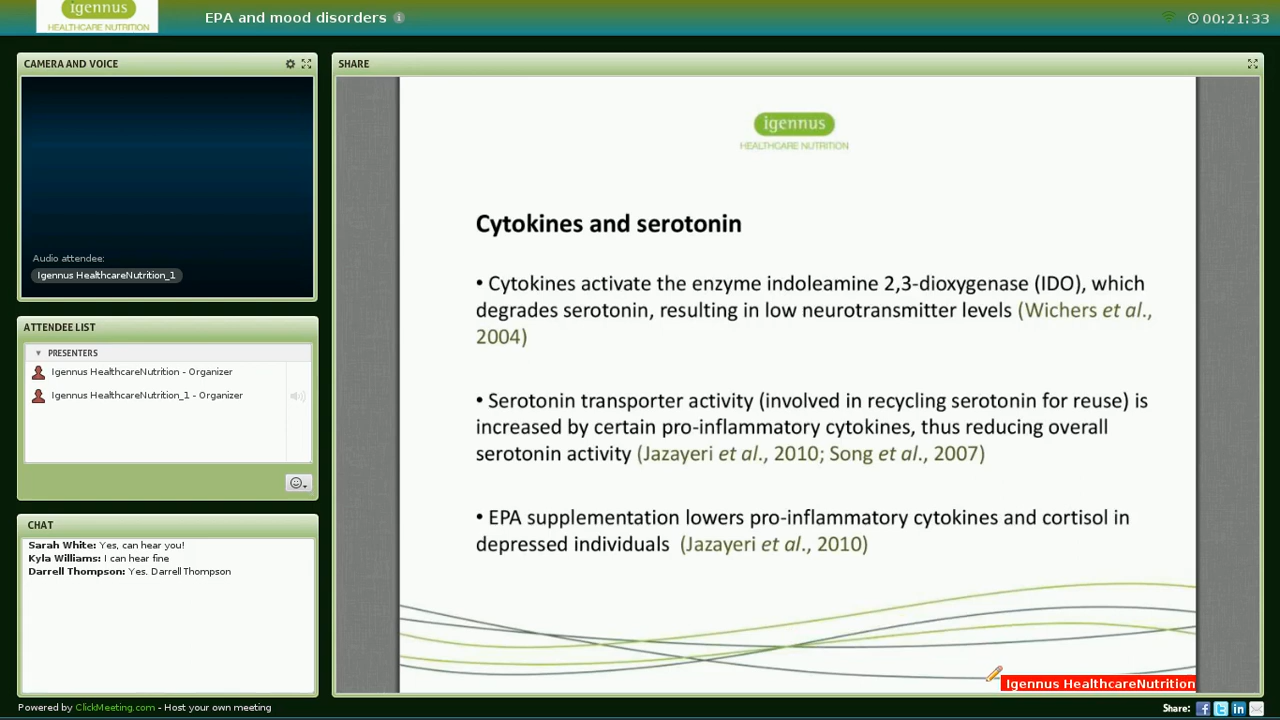 igennus
HEALTHCARE NUTRITION
EPA and mood disorders
00:21:33
CAMERA AND VOICE
Audio attendee:
Igennus HealthcareNutrition_1
ATTENDEE LIST
PRESENTERS
Igennus HealthcareNutrition - Organizer
Igennus HealthcareNutrition_1 - Organizer
CHAT
Sarah White: Yes, can hear you!
Kyla Williams: I can hear fine
Darrell Thompson: Yes. DarrellThompson
SHARE
igennus
HEALTHCARE NUTRITION
Cytokines and serotonin
• Cytokines activate the enzyme indoleamine 2,3-dioxygenase (IDO), which
degrades serotonin, resulting in low neurotransmitter levels (Wichers et al.,
2004)
• Serotonin transporter activity (involved in recycling serotonin for reuse) is
increased by certain pro-inflammatory cytokines, thus reducing overall
serotonin activity (Jazayeri et al., 2010; Song et al., 2007)
• EPA supplementation lowers pro-inflammatory cytokines and cortisol in
depressed individuals (Jazayeri et al., 2010)
Igennus HealthcareNutrition
Powered by ClickMeeting.com - Host your own meeting
Share: